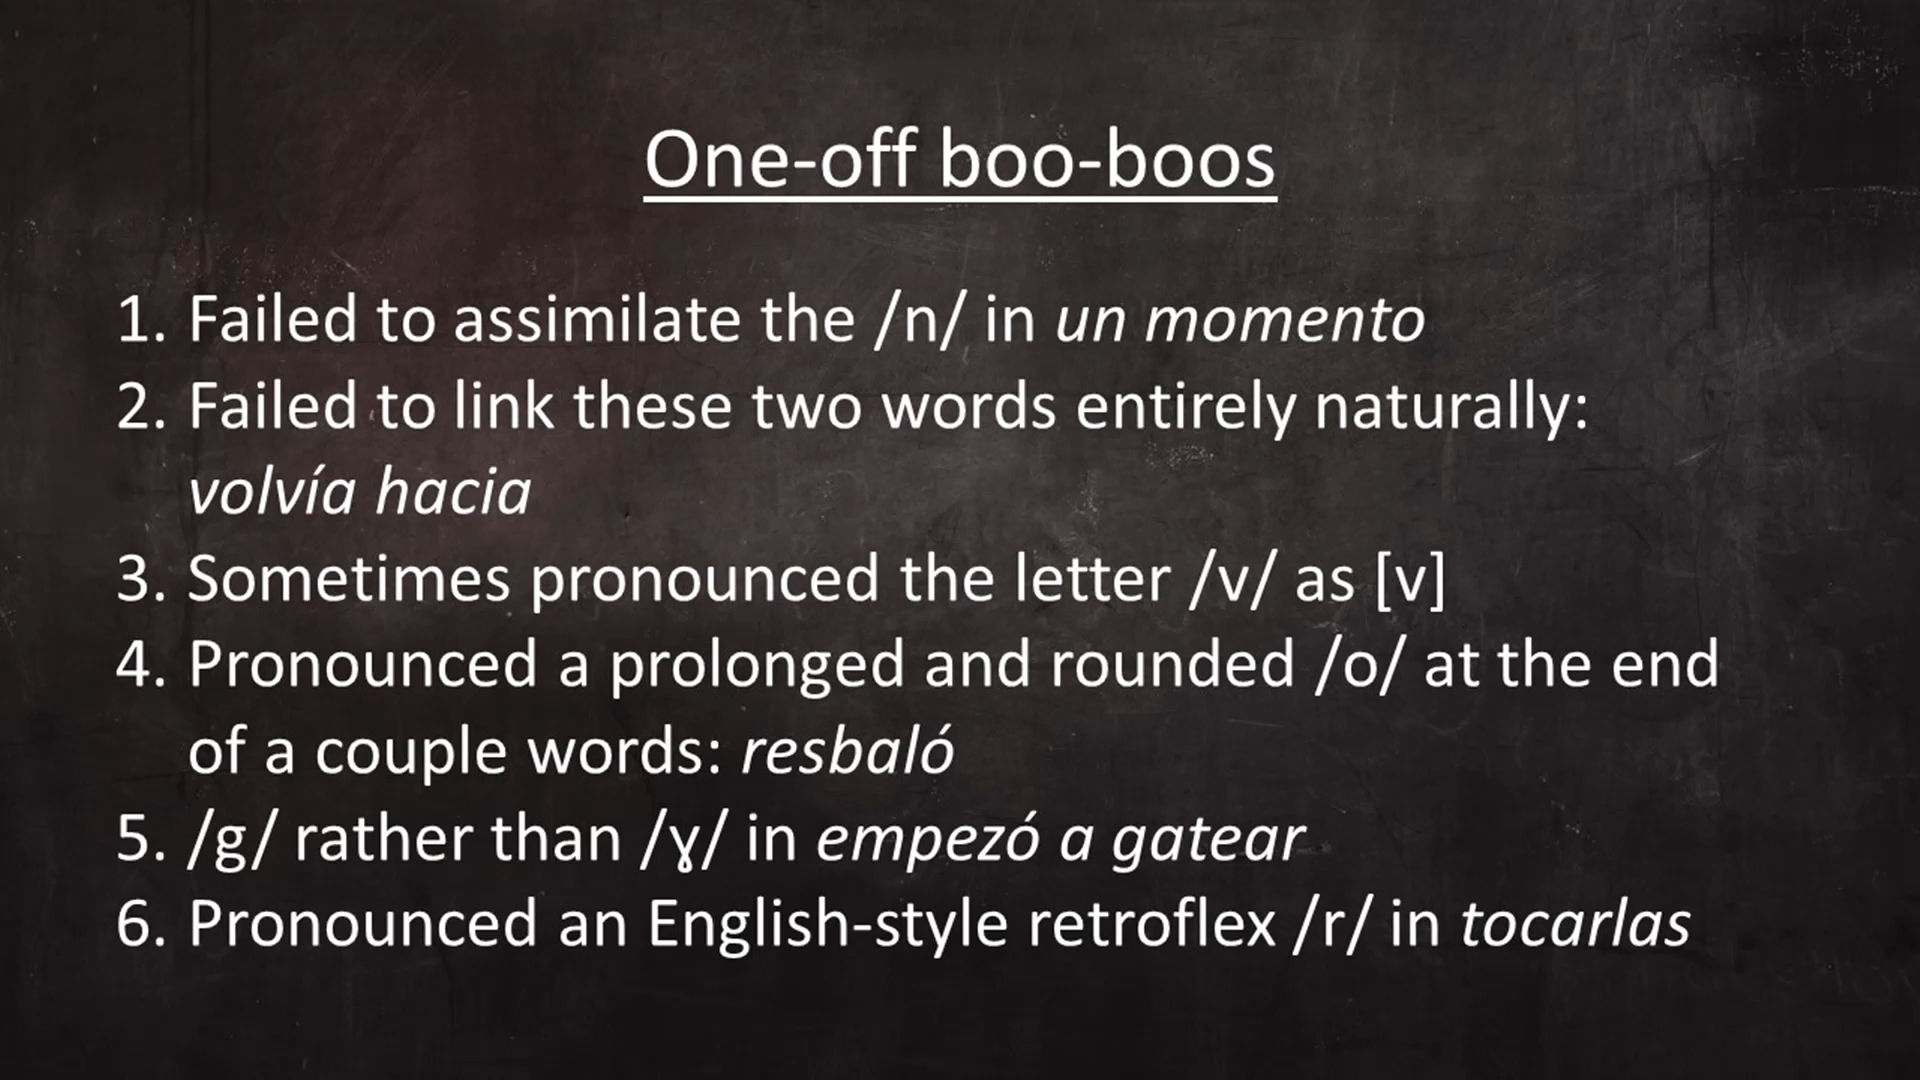 One-off boo-boos
1. Failed to assimilate the /n/ in un momento
2. Failed to link these two words entirely naturally:
volvía hacia
3. Sometimes pronounced the letter /v/ as [v]
4. Pronounced a prolonged and rounded /o/ at the end
of a couple words: resbaló
5. /g/ rather than /ɣ/ in empezó a gatear
6. Pronounced an English-style retroflex /r/ in tocarlas